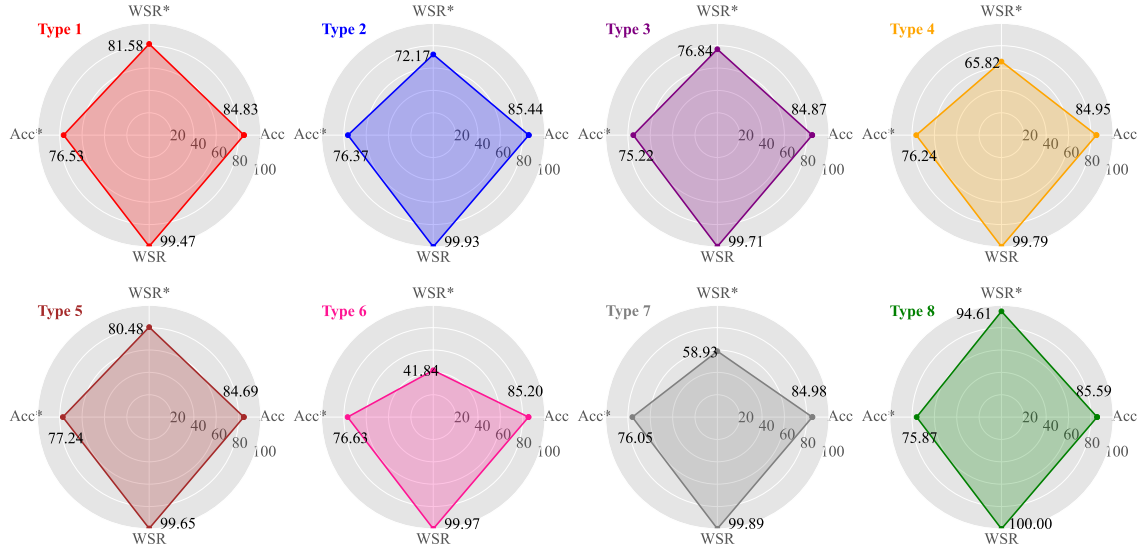 WSR*
Type 1
81.58
84.83
Acc*
20
40
60
80
100
Acc
76.53
99.47
WSR
WSR*
Type 2
72.17
85.44
Acc*
20
40
60
80
100
Acc
76.37
99.93
WSR
WSR*
Type 3
76.84
84.87
Acc*
20
40
60
80
100
Acc
75.22
99.71
WSR
WSR*
Type 4
65.82
84.95
Acc*
20
40
60
80
100
Acc
76.24
99.79
WSR
WSR*
Type 5
80.48
84.69
Acc*
20
40
60
80
100
Acc
77.24
99.65
WSR
WSR*
Type 6
41.84
85.20
Acc*
20
40
60
80
100
Acc
76.63
99.97
WSR
WSR*
Type 7
58.93
84.98
Acc*
20
40
60
80
100
Acc
76.05
99.89
WSR
WSR*
Type 8
94.61
85.59
Acc*
20
40
60
80
100
Acc
75.87
100.00
WSR